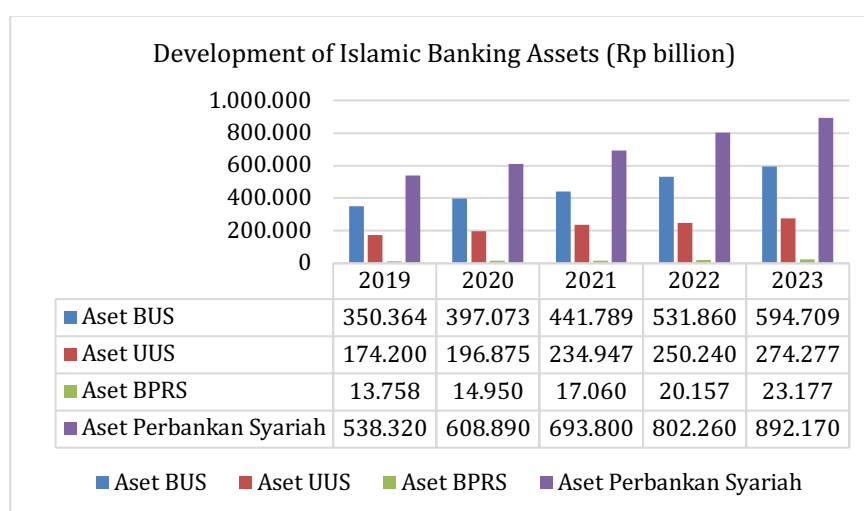 Development of Islamic Banking Assets (Rp billion)
1.000.000
800.000
600.000
400.000
200.000
0
2019 2020 2021 2022 2023
Aset BUS 350.364 397.073 441.789 531.860 594.709
Aset UUS 174.200 196.875 234.947 250.240 274.277
Aset BPRS 13.758 14.950 17.060 20.157 23.177
Aset Perbankan Syariah 538.320 608.890 693.800 802.260 892.170
Aset BUS Aset UUS Aset BPRS Aset Perbankan Syariah